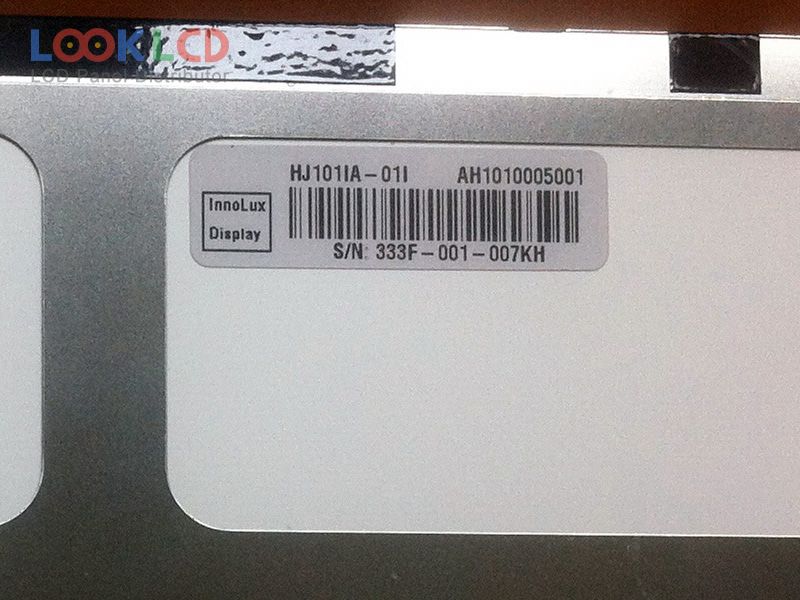 LOOKLCD
LCD Panel Distributor
HJ101IA-01I AH1010005001
InnoLux
Display
S/N: 333F-001-007KH